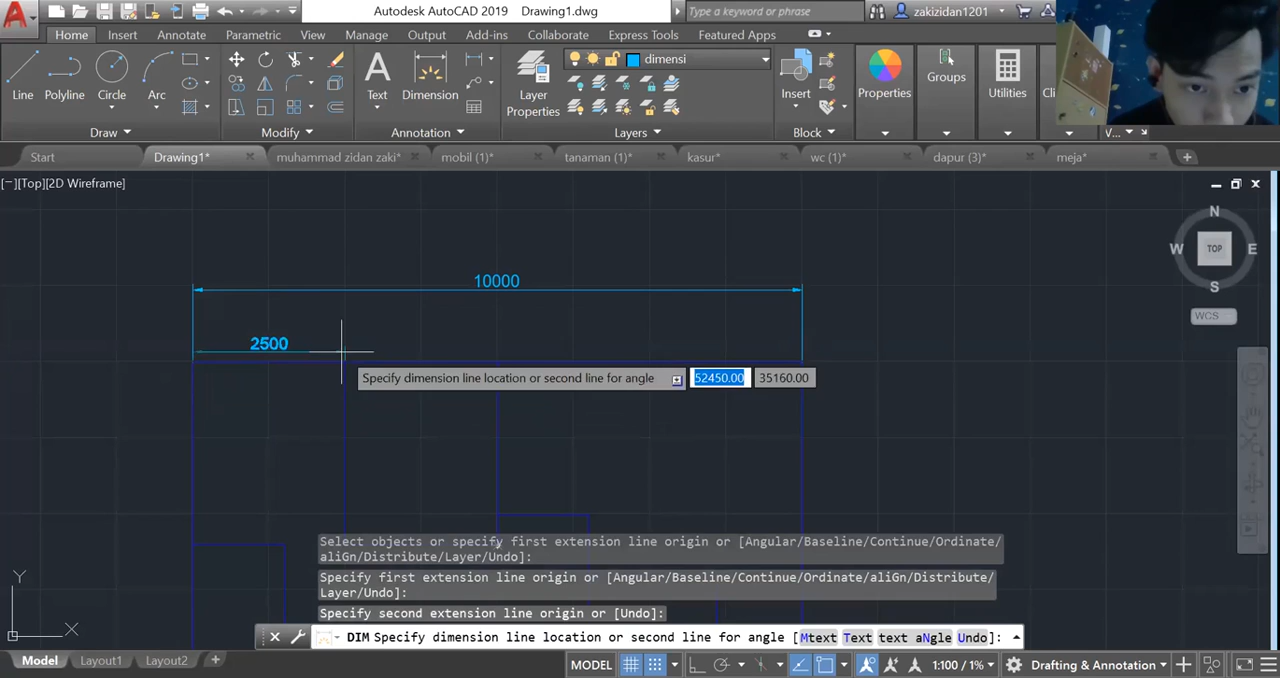 Autodesk AutoCAD 2019 Drawing1.dwg
Type a keyword or phrase
zakizidan1201
Home Insert Annotate Parametric View Manage Output Add-ins Collaborate Express Tools Featured Apps
dimensi
Line Polyline Circle Arc
Text Dimension
Layer
Properties
Insert
Properties
Groups
Utilities
Draw Modify Annotation Layers Block
Start Drawing1* muhammad zidan zaki* mobil (1)* tanaman (1)* kasur* wc (1)* dapur (3)* meja*
[−][Top][2D Wireframe]
N
W TOP E
S
WCS
10000
2500
Specify dimension line location or second line for angle 52450.00 35160.00
Select objects or specify first extension line origin or [Angular/Baseline/Continue/Ordinate/
aliGn/Distribute/Layer/Undo]:
Specify first extension line origin or [Angular/Baseline/Continue/Ordinate/aliGn/Distribute/
Layer/Undo]:
Specify second extension line origin or [Undo]:
DIM Specify dimension line location or second line for angle [Mtext Text text aNgle Undo]:
Y
X
Model Layout1 Layout2 +
MODEL 1:100 / 1% Drafting & Annotation